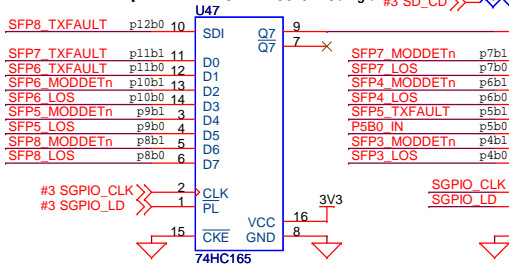 #3 SD_CD
U47
SFP8_TXFAULT p12b0 10 SDI Q7 9
Q7 7
SFP7_TXFAULT p11b1 11 D0 SFP7_MODDETn p7b1
SFP6_TXFAULT p11b0 12 D1 SFP7_LOS p7b0
SFP6_MODDETn p10b1 13 D2 SFP4_MODDETn p6b1
SFP6_LOS p10b0 14 D3 SFP4_LOS p6b0
SFP5_MODDETn p9b1 3 D4 SFP5_TXFAULT p5b1
SFP5_LOS p9b0 4 D5 P5B0_IN p5b0
SFP8_MODDETn p8b1 5 D6 SFP3_MODDETn p4b1
SFP8_LOS p8b0 6 D7 SFP3_LOS p4b0
#3 SGPIO_CLK 2 CLK SGPIO_CLK
#3 SGPIO_LD 1 PL 3V3 SGPIO_LD
VCC 16
15 CKE GND 8
74HC165